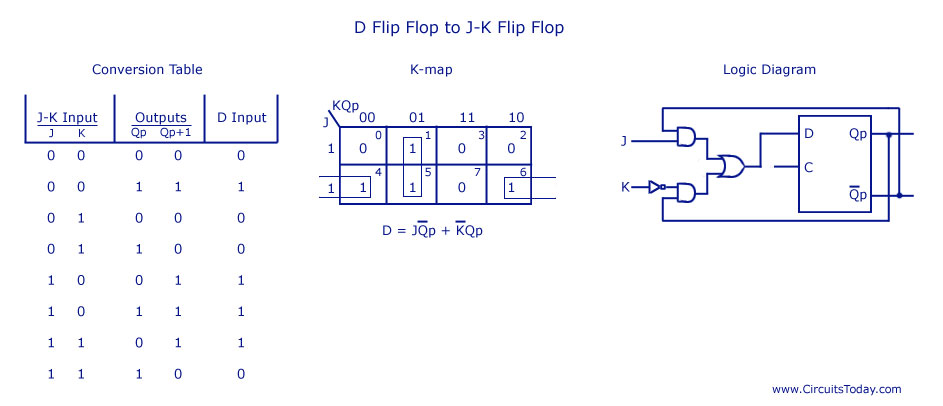 D Flip Flop to J-K Flip Flop
Conversion Table
J-K Input Outputs D Input
J K Qp Qp+1
0 0 0 0 0
0 0 1 1 1
0 1 0 0 0
0 1 1 0 0
1 0 0 1 1
1 0 1 1 1
1 1 0 1 1
1 1 1 0 0
K-map
KQp
J 00 01 11 10
0 1 3 2
1 0 1 0 0
4 5 7 6
1 1 1 0 1
D = JQ̅p + K̅Qp
Logic Diagram
J
K
D Qp
C
Q̅p
www.CircuitsToday.com